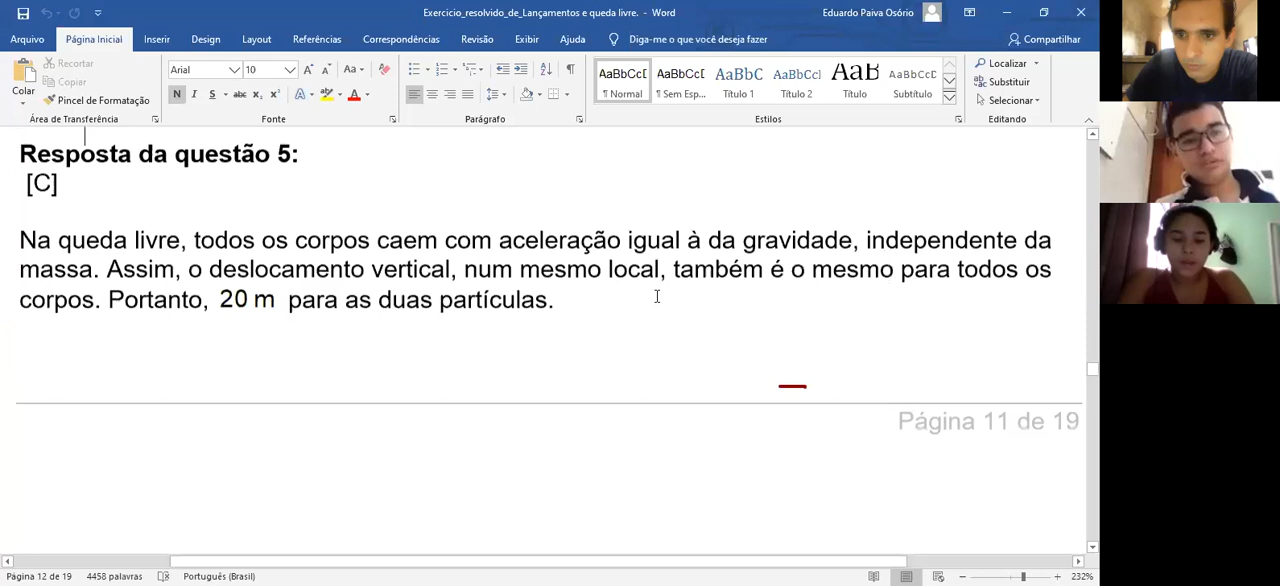 Exercicio_resolvido_de_Lançamentos e queda livre. - Word
Eduardo Paiva Osório
Arquivo Página Inicial Inserir Design Layout Referências Correspondências Revisão Exibir Ajuda Diga-me o que você deseja fazer Compartilhar
Colar
Recortar
Copiar
Pincel de Formatação
Área de Transferência
Arial 10
Fonte
Parágrafo
AaBbCcI AaBbCcI AaBbC AaBbCcI AaB AaBbCcD
¶ Normal ¶ Sem Esp... Título 1 Título 2 Título Subtítulo
Estilos
Localizar
Substituir
Selecionar
Editando
Resposta da questão 5:
[C]
Na queda livre, todos os corpos caem com aceleração igual à da gravidade, independente da
massa. Assim, o deslocamento vertical, num mesmo local, também é o mesmo para todos os
corpos. Portanto, 20 m para as duas partículas.
Página 11 de 19
Página 12 de 19 4458 palavras Português (Brasil) 232%